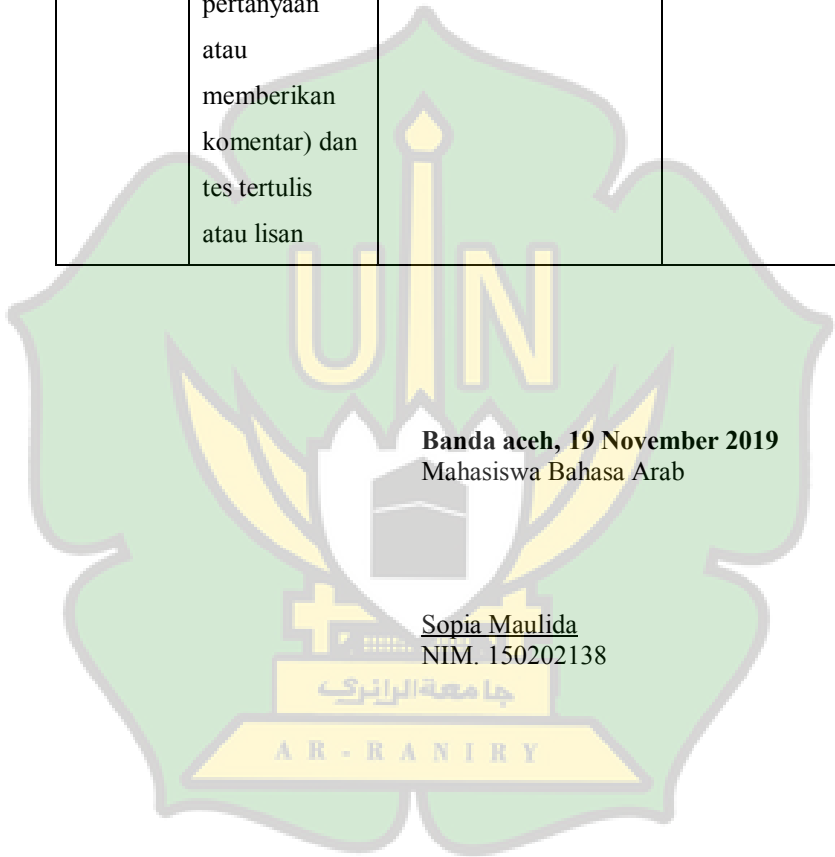 pertanyaan
atau
memberikan
komentar) dan
tes tertulis
atau lisan
UIN
Banda aceh, 19 November 2019
Mahasiswa Bahasa Arab
Sopia Maulida
NIM. 150202138
جامعة الرانري
AR-RANIRY